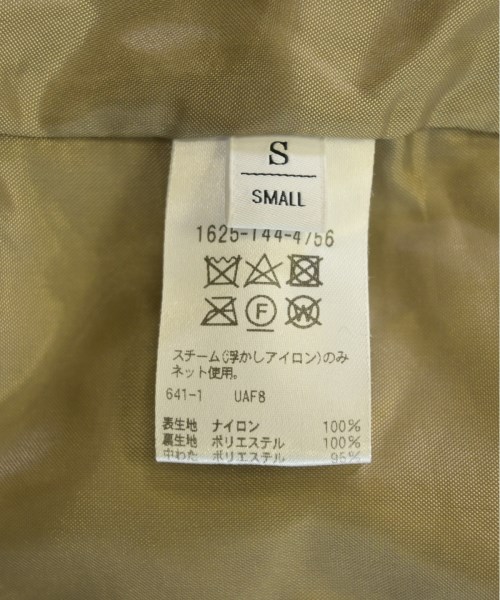 S
SMALL
1625-144-4756
F
W
スチーム(浮かしアイロン)のみ
ネット使用。
641-1 UAF8
表生地 ナイロン 100%
裏生地 ポリエステル 100%
中わた ポリエステル 95%